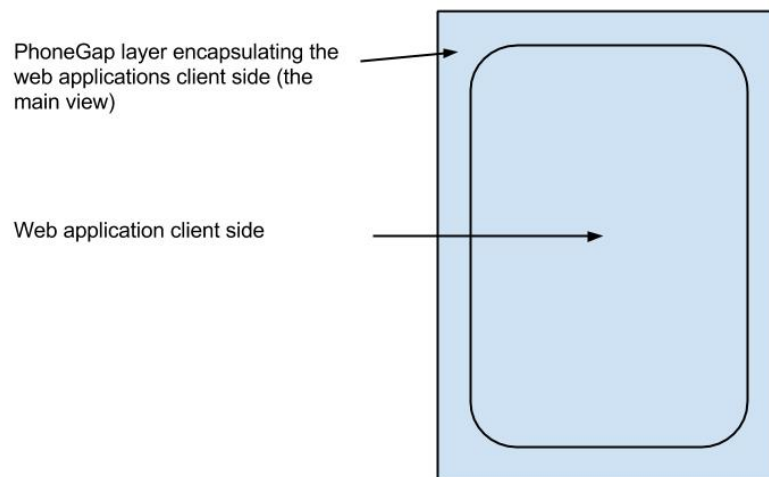 PhoneGap layer encapsulating the
web applications client side (the
main view)
Web application client side